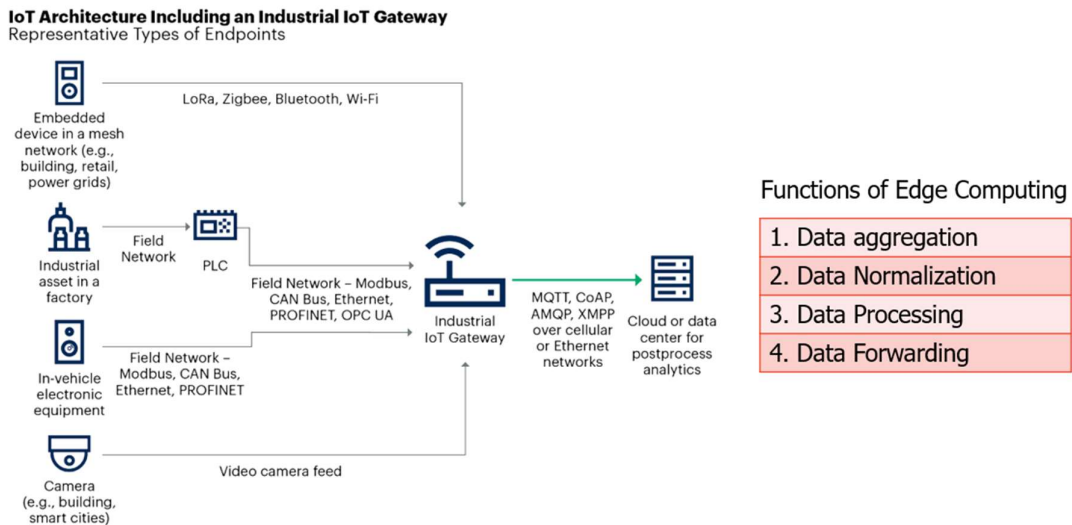 IoT Architecture Including an Industrial IoT Gateway
Representative Types of Endpoints
LoRa, Zigbee, Bluetooth, Wi-Fi
Embedded
device in a mesh
network (e.g.,
building, retail,
power grids)
Field
Network
PLC
Industrial
asset in a
factory
Field Network – Modbus,
CAN Bus, Ethernet,
PROFINET, OPC UA
Industrial
IoT Gateway
MQTT, CoAP,
AMQP, XMPP
over cellular
or Ethernet
networks
Cloud or data
center for
postprocess
analytics
Field Network –
Modbus, CAN Bus,
Ethernet, PROFINET
In-vehicle
electronic
equipment
Video camera feed
Camera
(e.g., building,
smart cities)
Functions of Edge Computing
1. Data aggregation
2. Data Normalization
3. Data Processing
4. Data Forwarding